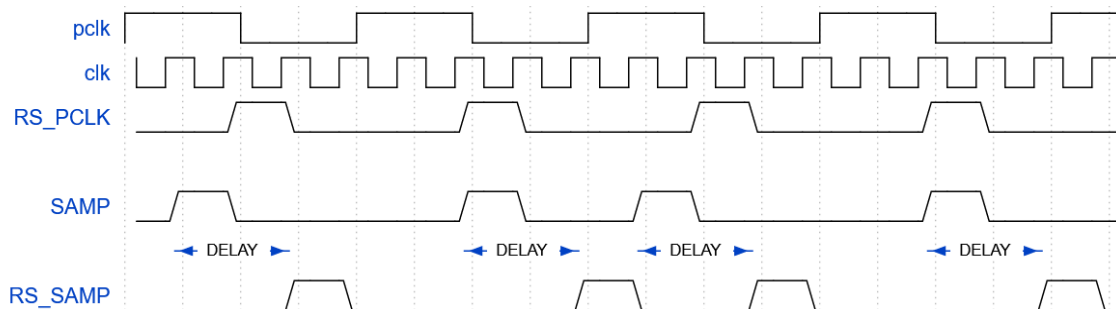 pclk
clk
RS_PCLK
SAMP
DELAY DELAY DELAY DELAY
RS_SAMP